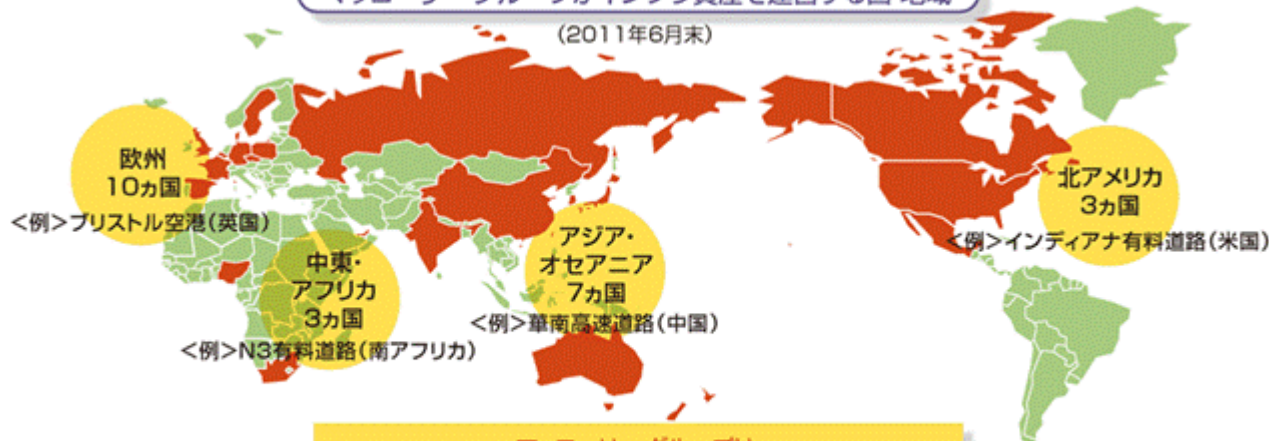 (2011年6月末)
欧州
10ヵ国
<例>ブリストル空港(英国)
中東・
アフリカ
3ヵ国
<例>N3有料道路(南アフリカ)
アジア・
オセアニア
7ヵ国
<例>華南高速道路(中国)
北アメリカ
3ヵ国
<例>インディアナ有料道路(米国)